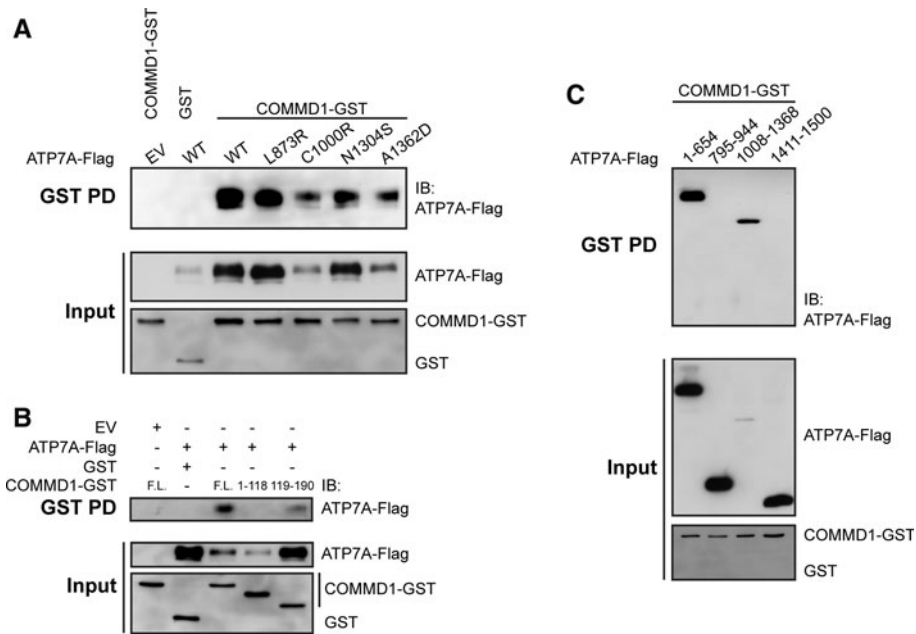 A
COMMD1-GST
GST
COMMD1-GST
ATP7A-Flag EV WT WT L873R C1000R N1304S A1362D
GST PD
IB:
ATP7A-Flag
Input
ATP7A-Flag
COMMD1-GST
GST
B
EV + - - - -
ATP7A-Flag - + + + +
GST - + - - -
COMMD1-GST F.L. - F.L. 1-118 119-190 IB:
GST PD ATP7A-Flag
Input
ATP7A-Flag
COMMD1-GST
GST
C
COMMD1-GST
ATP7A-Flag 1-654 795-944 1008-1368 1411-1500
GST PD
IB:
ATP7A-Flag
Input
ATP7A-Flag
COMMD1-GST
GST